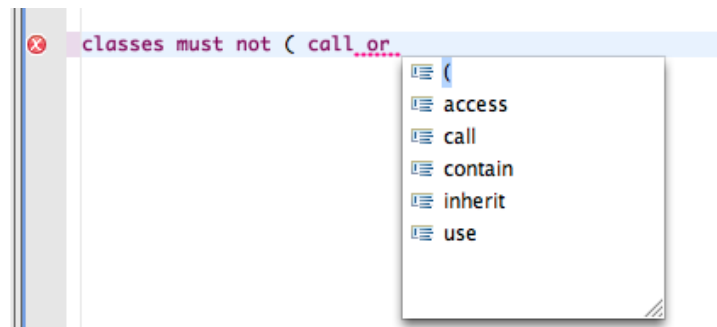 classes must not ( call or
(
access
call
contain
inherit
use